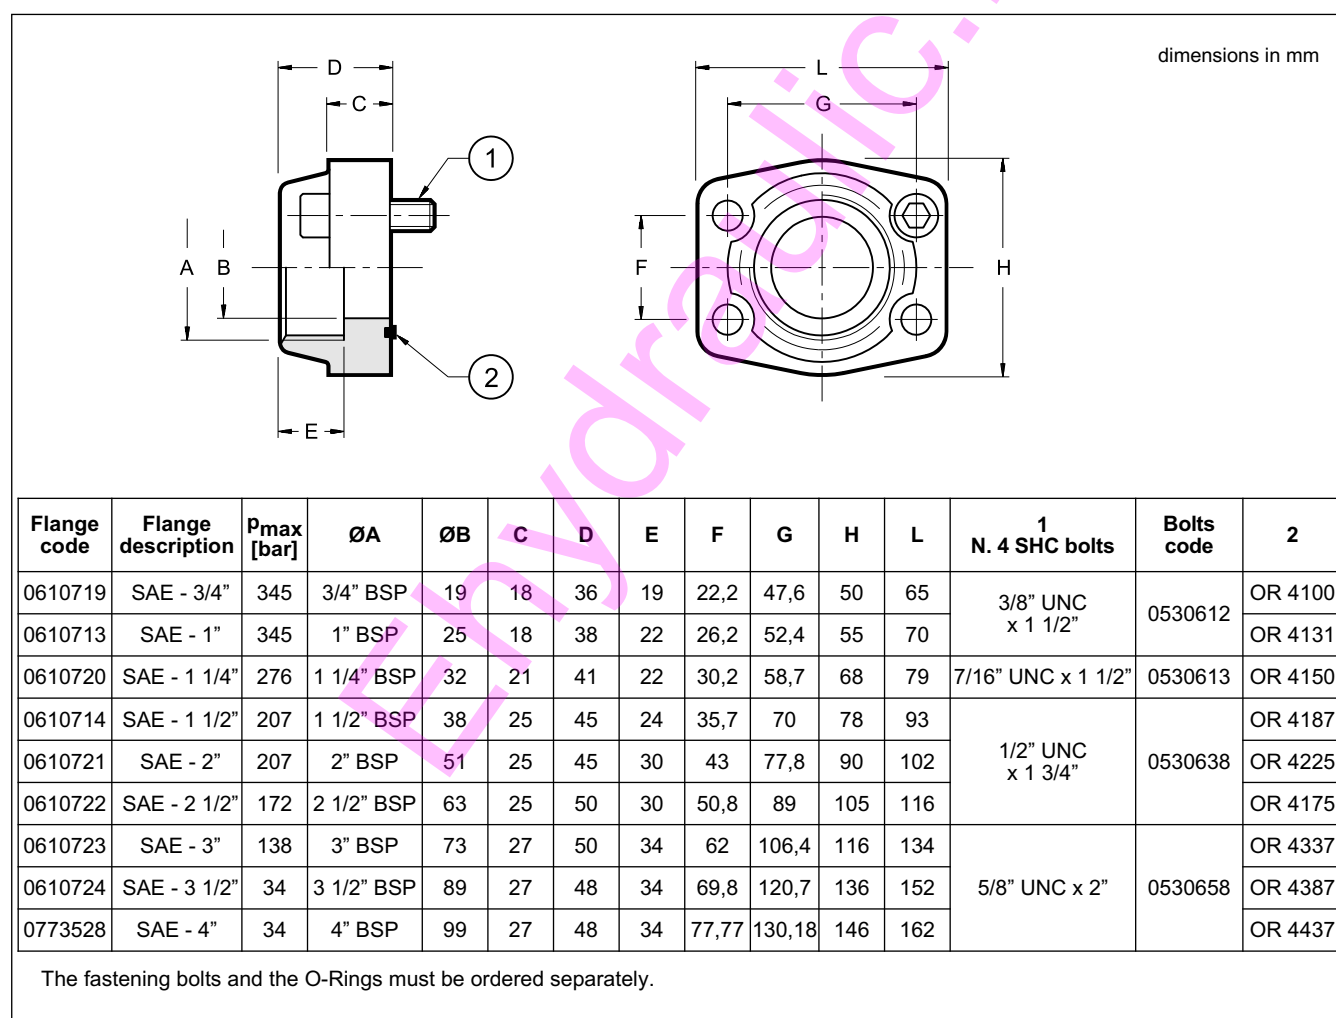 dimensions in mm
D
L
C
G
1
A
B
F
H
2
E
Flange code Flange description pmax [bar] ØA ØB C D E F G H L 1 N. 4 SHC bolts Bolts code 2
0610719 SAE - 3/4” 345 3/4” BSP 19 18 36 19 22,2 47,6 50 65 3/8” UNC x 1 1/2” 0530612 OR 4100
0610713 SAE - 1” 345 1” BSP 25 18 38 22 26,2 52,4 55 70 OR 4131
0610720 SAE - 1 1/4” 276 1 1/4” BSP 32 21 41 22 30,2 58,7 68 79 7/16” UNC x 1 1/2” 0530613 OR 4150
0610714 SAE - 1 1/2” 207 1 1/2” BSP 38 25 45 24 35,7 70 78 93 1/2” UNC x 1 3/4” 0530638 OR 4187
0610721 SAE - 2” 207 2” BSP 51 25 45 30 43 77,8 90 102 OR 4225
0610722 SAE - 2 1/2” 172 2 1/2” BSP 63 25 50 30 50,8 89 105 116 OR 4175
0610723 SAE - 3” 138 3” BSP 73 27 50 34 62 106,4 116 134 5/8” UNC x 2” 0530658 OR 4337
0610724 SAE - 3 1/2” 34 3 1/2” BSP 89 27 48 34 69,8 120,7 136 152 OR 4387
0773528 SAE - 4” 34 4” BSP 99 27 48 34 77,77 130,18 146 162 OR 4437
The fastening bolts and the O-Rings must be ordered separately.
Ehydraulic.